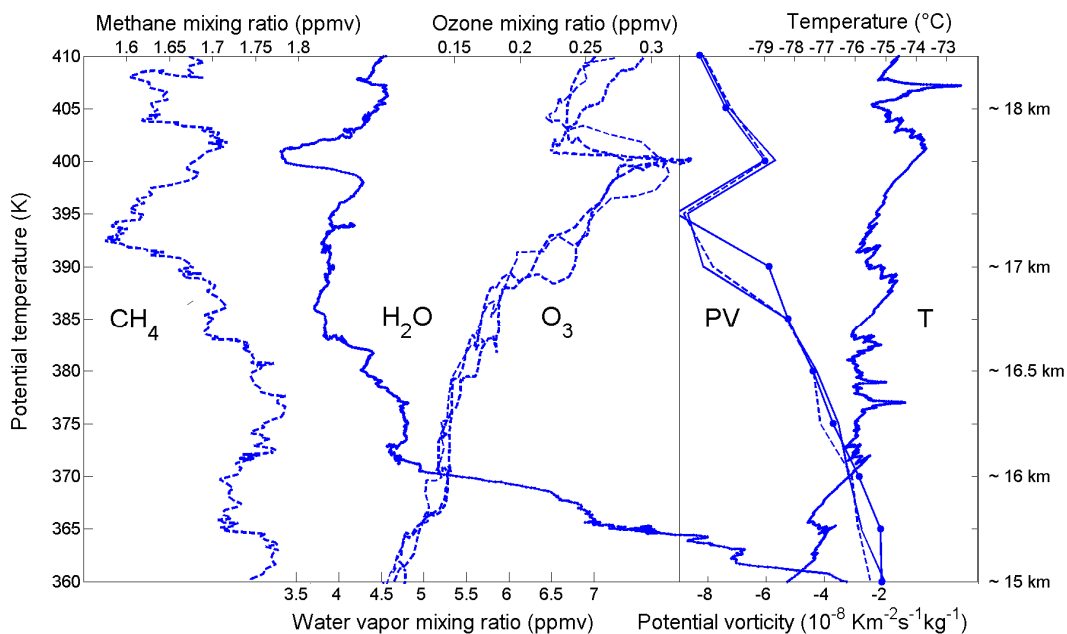 Methane mixing ratio (ppmv) Ozone mixing ratio (ppmv) Temperature (°C)
1.6 1.65 1.7 1.75 1.8 0.15 0.2 0.25 0.3 -79 -78 -77 -76 -75 -74 -73
410
405 ~ 18 km
400
395
390 ~ 17 km
CH4 H2O O3 PV T
385
380 ~ 16.5 km
375
370 ~ 16 km
365
360 ~ 15 km
Potential temperature (K)
3.5 4 4.5 5 5.5 6 6.5 7 -8 -6 -4 -2
Water vapor mixing ratio (ppmv) Potential vorticity (10-8 Km-2s-1kg-1)